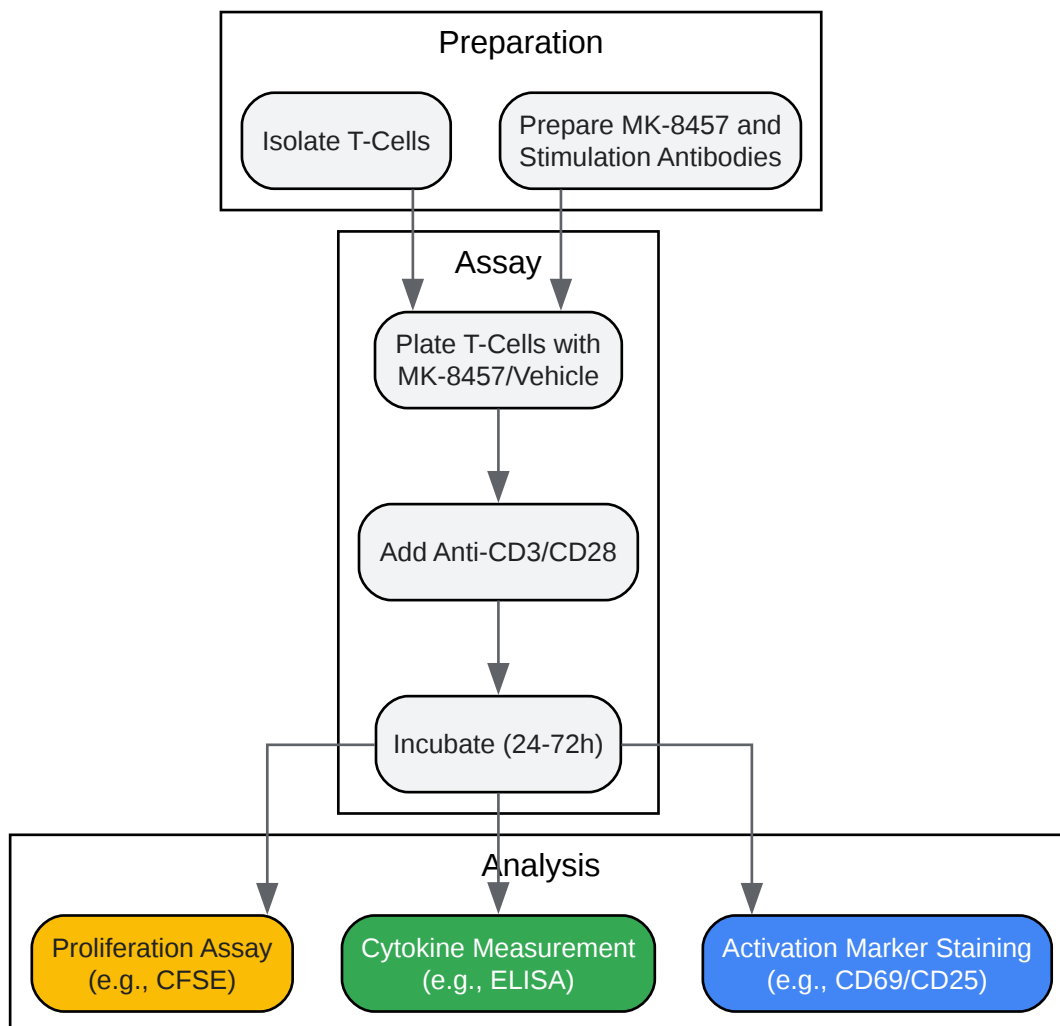 Preparation
Isolate T-Cells
Prepare MK-8457 and
Stimulation Antibodies
Assay
Plate T-Cells with
MK-8457/Vehicle
Add Anti-CD3/CD28
Incubate (24-72h)
Analysis
Proliferation Assay
(e.g., CFSE)
Cytokine Measurement
(e.g., ELISA)
Activation Marker Staining
(e.g., CD69/CD25)